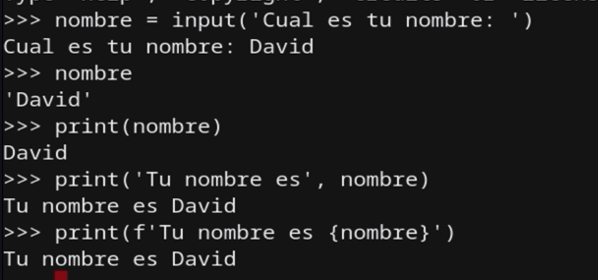 >>> nombre = input('Cual es tu nombre: ')
Cual es tu nombre: David
>>> nombre
'David'
>>> print(nombre)
David
>>> print('Tu nombre es', nombre)
Tu nombre es David
>>> print(f'Tu nombre es {nombre}')
Tu nombre es David